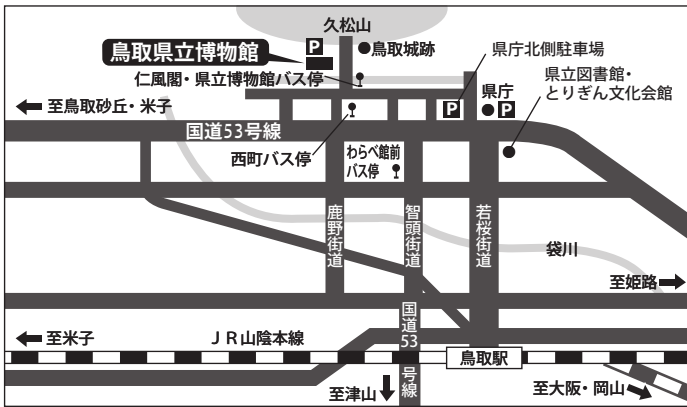 久松山
P
鳥取県立博物館
鳥取城跡
県庁北側駐車場
仁風閣・県立博物館バス停
県庁
県立図書館・
とりぎん文化会館
至鳥取砂丘・米子
P
P
国道53号線
西町バス停
わらべ館前
バス停
鹿野街道
智頭街道
若桜街道
袋川
至姫路
国道53号線
至米子
JR山陰本線
鳥取駅
至津山
至大阪・岡山